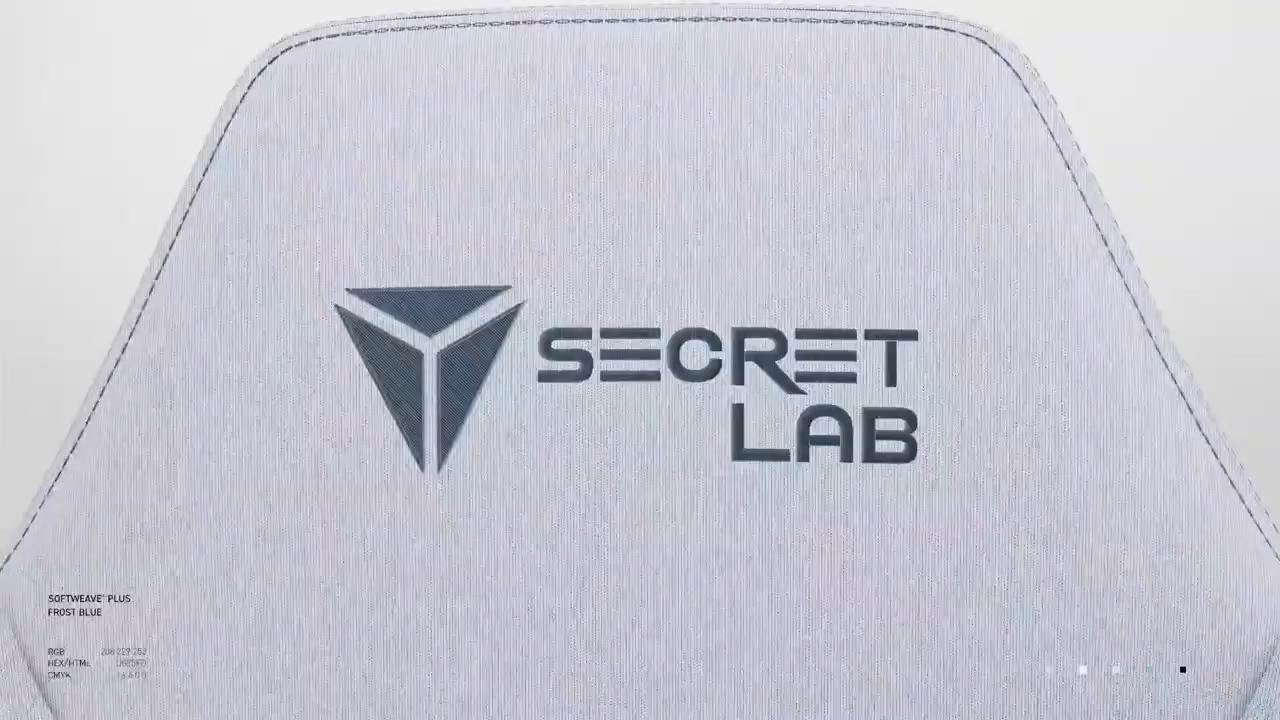 SECRET
LAB
SOFTWEAVE® PLUS
FROST BLUE
RGB
HEX/HTML
CMYK